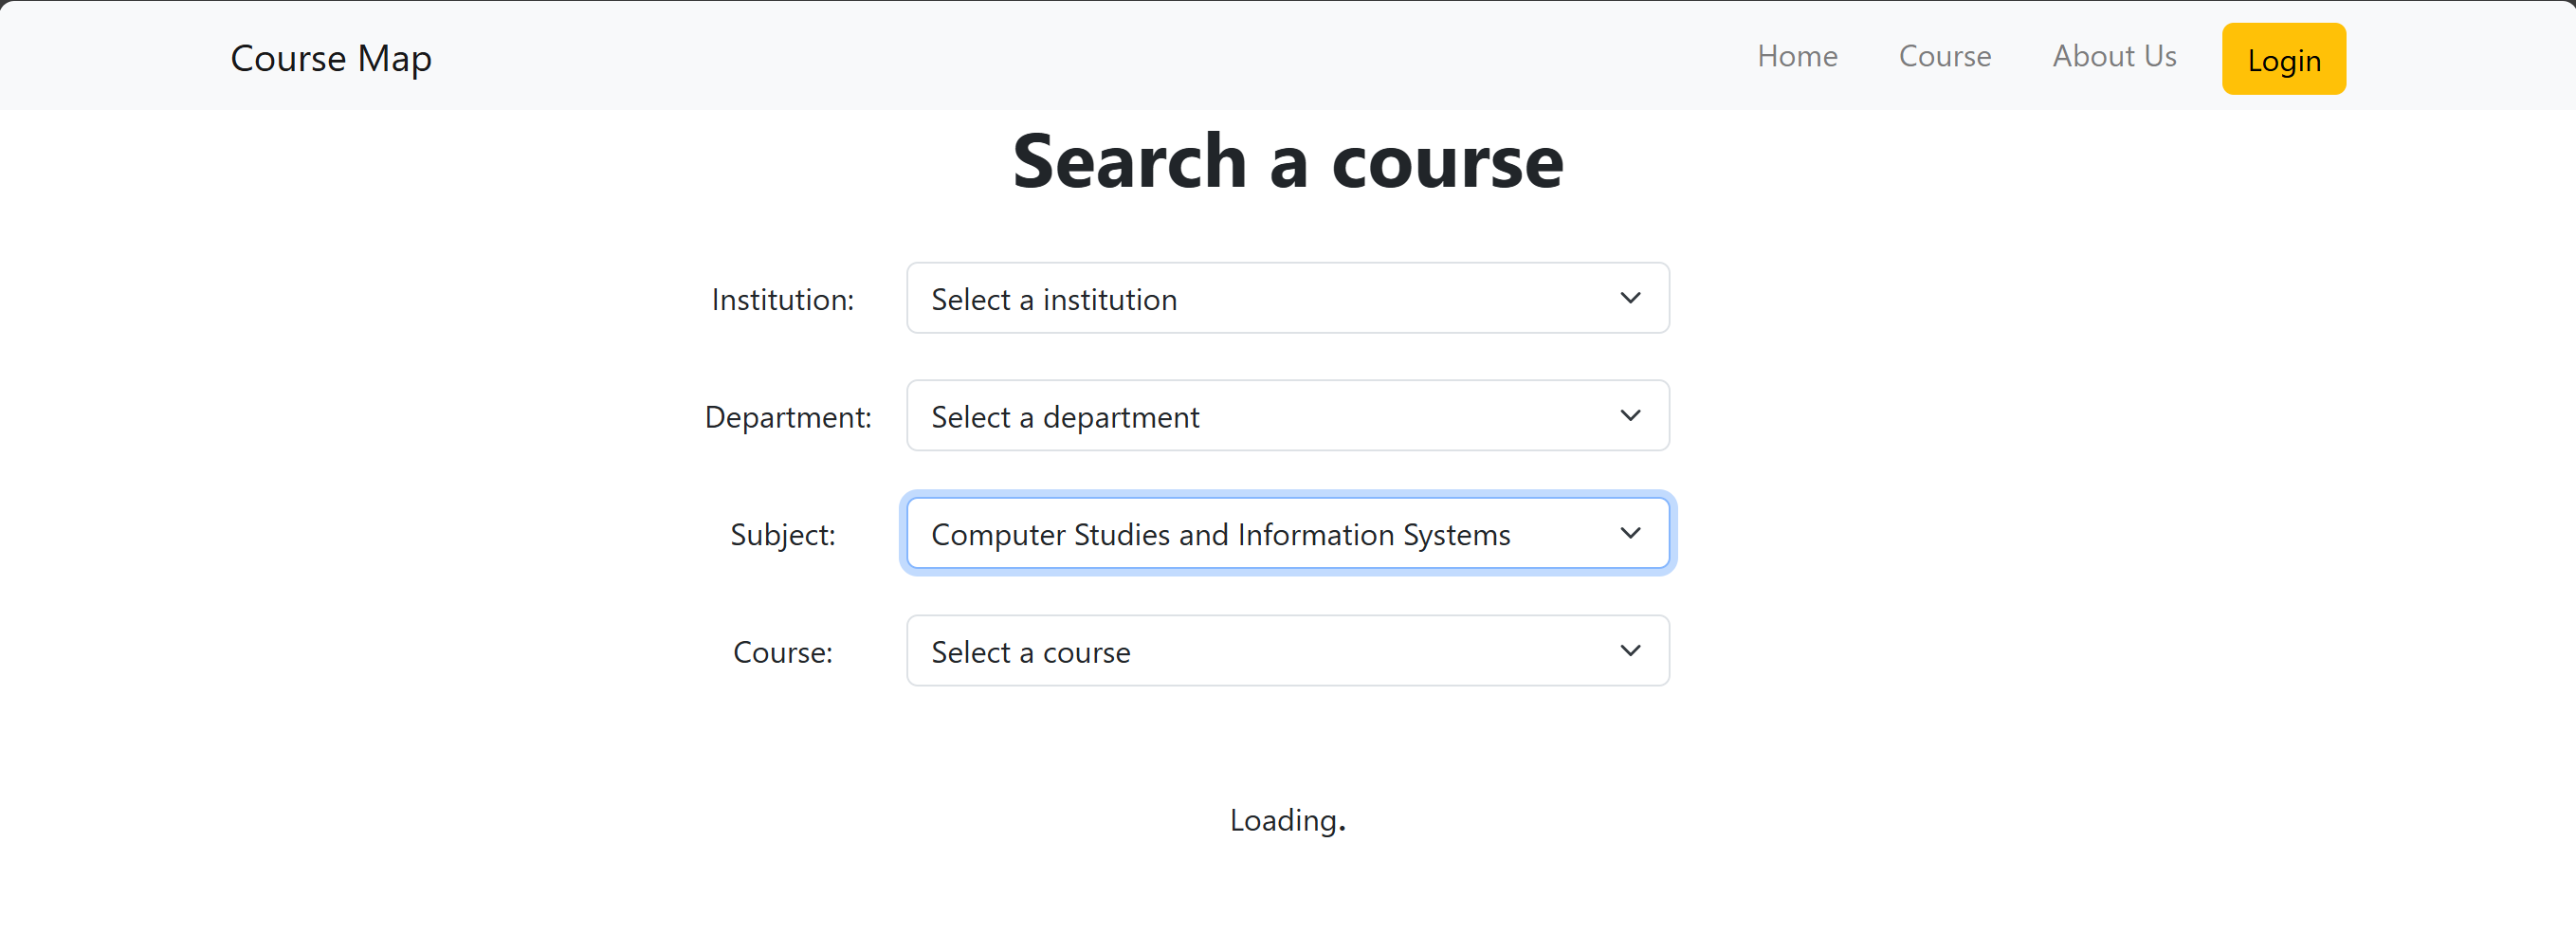 Course Map Home Course About Us Login
Search a course
Institution: Select a institution
Department: Select a department
Subject: Computer Studies and Information Systems
Course: Select a course
Loading.